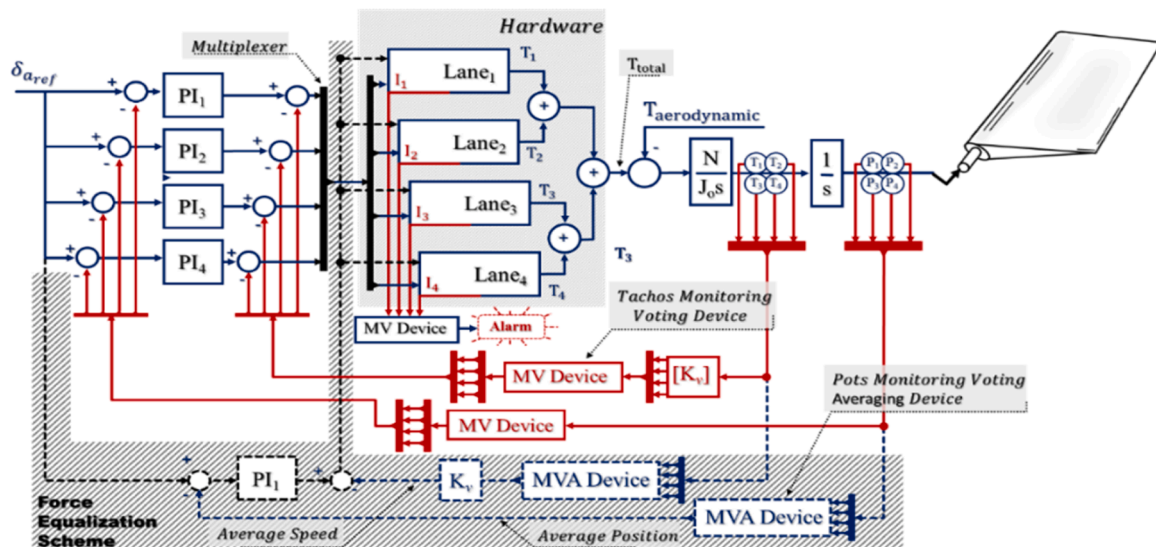 Hardware
Multiplexer
δaref
+
-
PI₁
+
-
I₁
Lane₁
T₁
+
T_total
T_aerodynamic
-
+
-
PI₂
+
-
I₂
Lane₂
T₂
+
N
J₀s
T₁ T₂
T₃ T₄
1
s
P₁ P₂
P₃ P₄
+
-
PI₃
+
-
I₃
Lane₃
T₃
+
T₃
+
-
PI₄
+
-
I₄
Lane₄
T₄
MV Device
Alarm
Tachos Monitoring
Voting Device
MV Device
[Kᵥ]
Pots Monitoring Voting
Averaging Device
MV Device
+
-
PI₁
+
-
Kᵥ
MVA Device
MVA Device
Force
Equalization
Scheme
Average Speed
Average Position